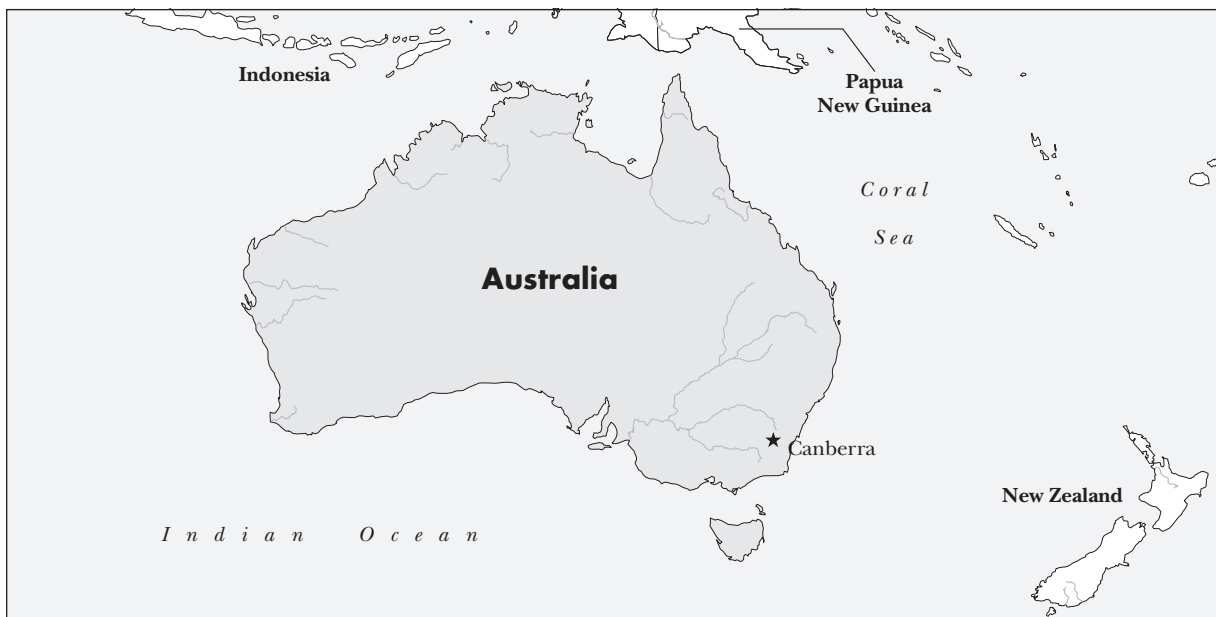 Indonesia
Papua
New Guinea
Coral
Sea
Australia
Canberra
New Zealand
Indian Ocean